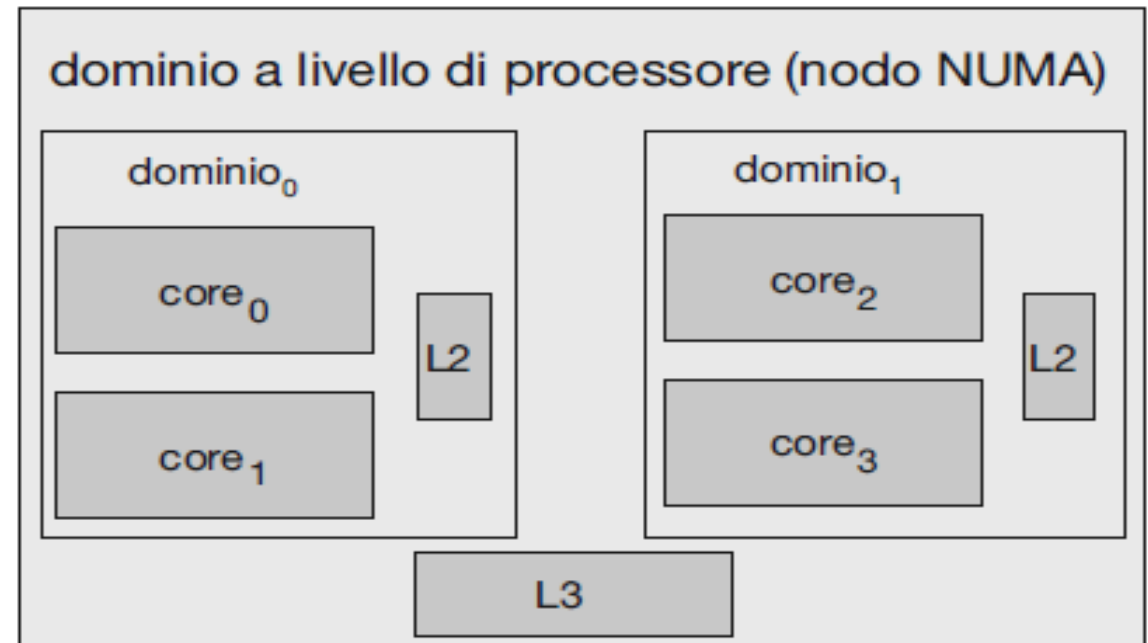 dominio a livello di processore (nodo NUMA)
dominio₀
dominio₁
core₀
core₂
L2
L2
core₁
core₃
L3